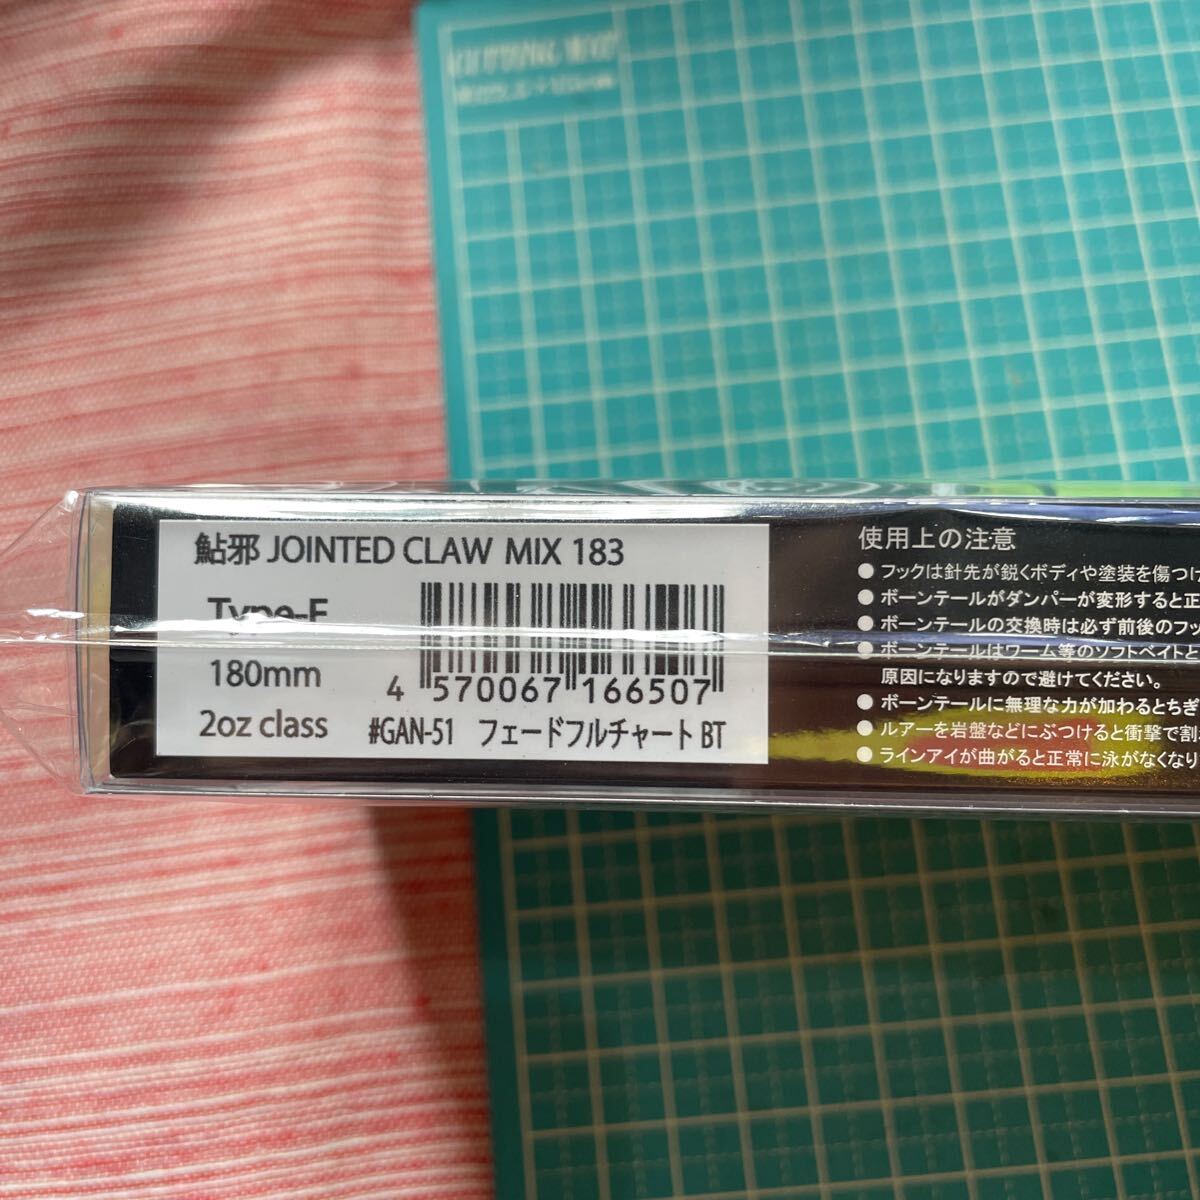 CUTTING MAT
鮎邪 JOINTED CLAW MIX 183
Type-F
180mm
2oz class
4 570067 166507
#GAN-51 フェードフルチャート BT
使用上の注意
●フックは針先が鋭くボディや塗装を傷つけ
●ボーンテールがダンパーが変形すると正
●ボーンテールの交換時は必ず前後のフッ
●ボーンテールはワーム等のソフトベイトと
原因になりますので避けてください。
●ボーンテールに無理な力が加わるとちぎ
●ルアーを岩盤などにぶつけると衝撃で割
●ラインアイが曲がると正常に泳がなくなり